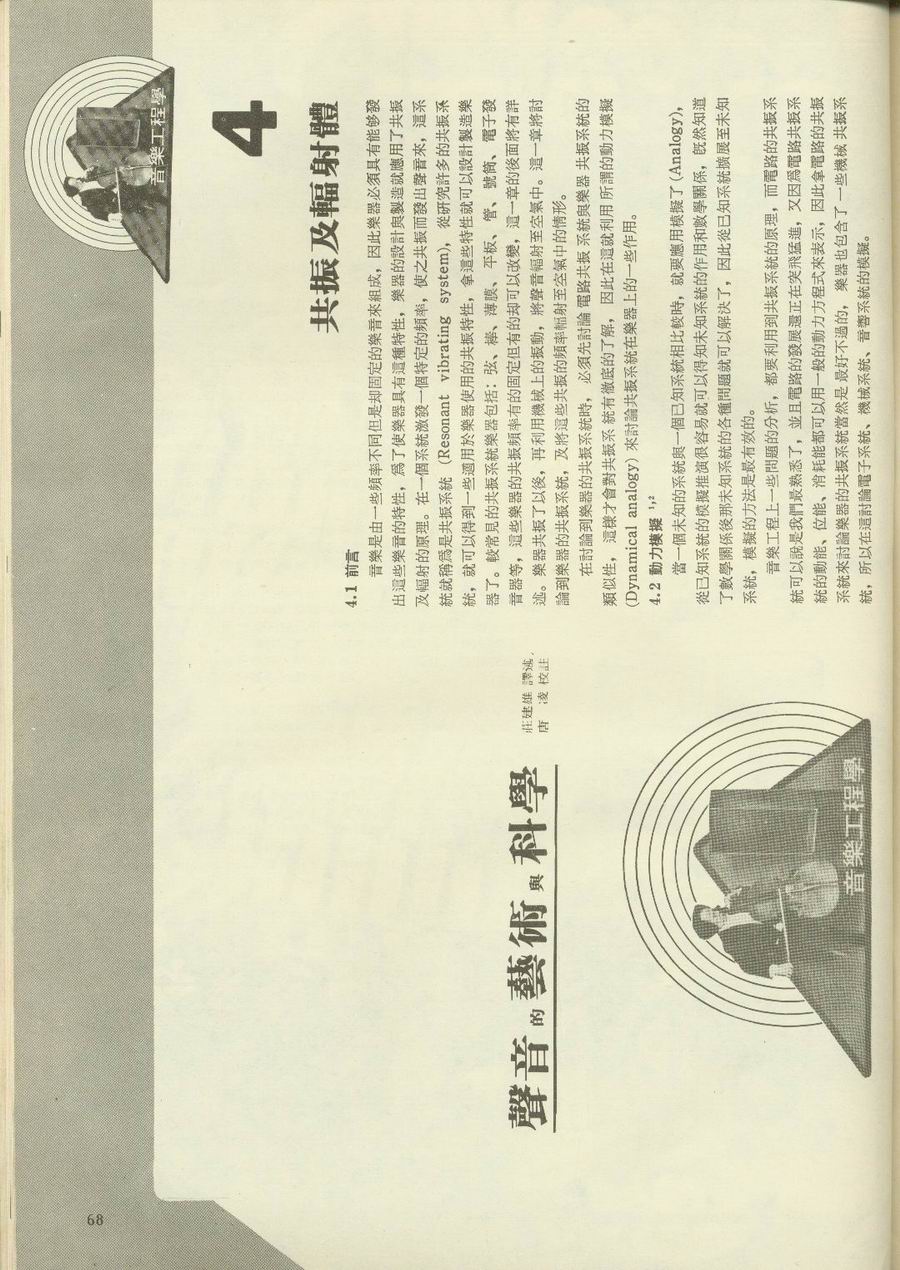 音樂工程學
4
共振及輻射體
4.1 前言
音樂是由一些頻率不同但是却固定的樂音來組成，因此樂器必須具有能够發
出這些樂音的特性，爲了使樂器具有這種特性，樂器的設計與製造就應用了共振
及輻射的原理。在一個系統激發一個特定的頻率，使之共振而發出聲音來，這系
統就稱爲是共振系統（Resonant vibrating system），從研究許多的共振系
統，就可以得到一些適用於樂器使用的共振特性，拿這些特性就可以設計製造樂
器了。較常見的共振系統樂器包括：弦、棒、薄膜、平板、管、號筒、電子發
音器等，這些樂器的共振頻率有的固定但有的却可以改變，這一章的後面將有詳
述。樂器共振了以後，再利用機械上的振動，將聲音輻射至空氣中。這一章將討
論到樂器的共振系統，及將這些共振的頻率輻射至空氣中的情形。
在討論到樂器的共振系統時，必須先討論電路共振系統與樂器共振系統的
類似性，這樣才會對共振系統有徹底的了解，因此在這就利用所謂的動力模擬
(Dynamical analogy) 來討論共振系統在樂器上的一些作用。
4.2 動力模擬 1,2
當一個未知的系統與一個已知系統相比較時，就要應用模擬了 (Analogy)，
從已知系統的模擬推演很容易就可以得知未知系統的作用和數學關係，既然知道
了數學關係後那未知系統的各種問題就可以解決了，因此從已知系統擴展至未知
系統，模擬的方法是最有效的。
音樂工程上一些問題的分析，都要利用到共振系統的原理，而電路的共振系
統可以說是我們最熟悉了，並且電路的發展還正在突飛猛進，又因爲電路共振系
統的動能、位能、消耗能都可以用一般的動力方程式來表示，因此拿電路的共振
系統來討論樂器的共振系統當然是最好不過的，樂器也包含了一些機械共振系
統，所以在這討論電子系統、機械系統、音響系統的模擬。
聲音的藝術與科學
莊建雄 譯述
唐 凌 校註
音樂工程學
68